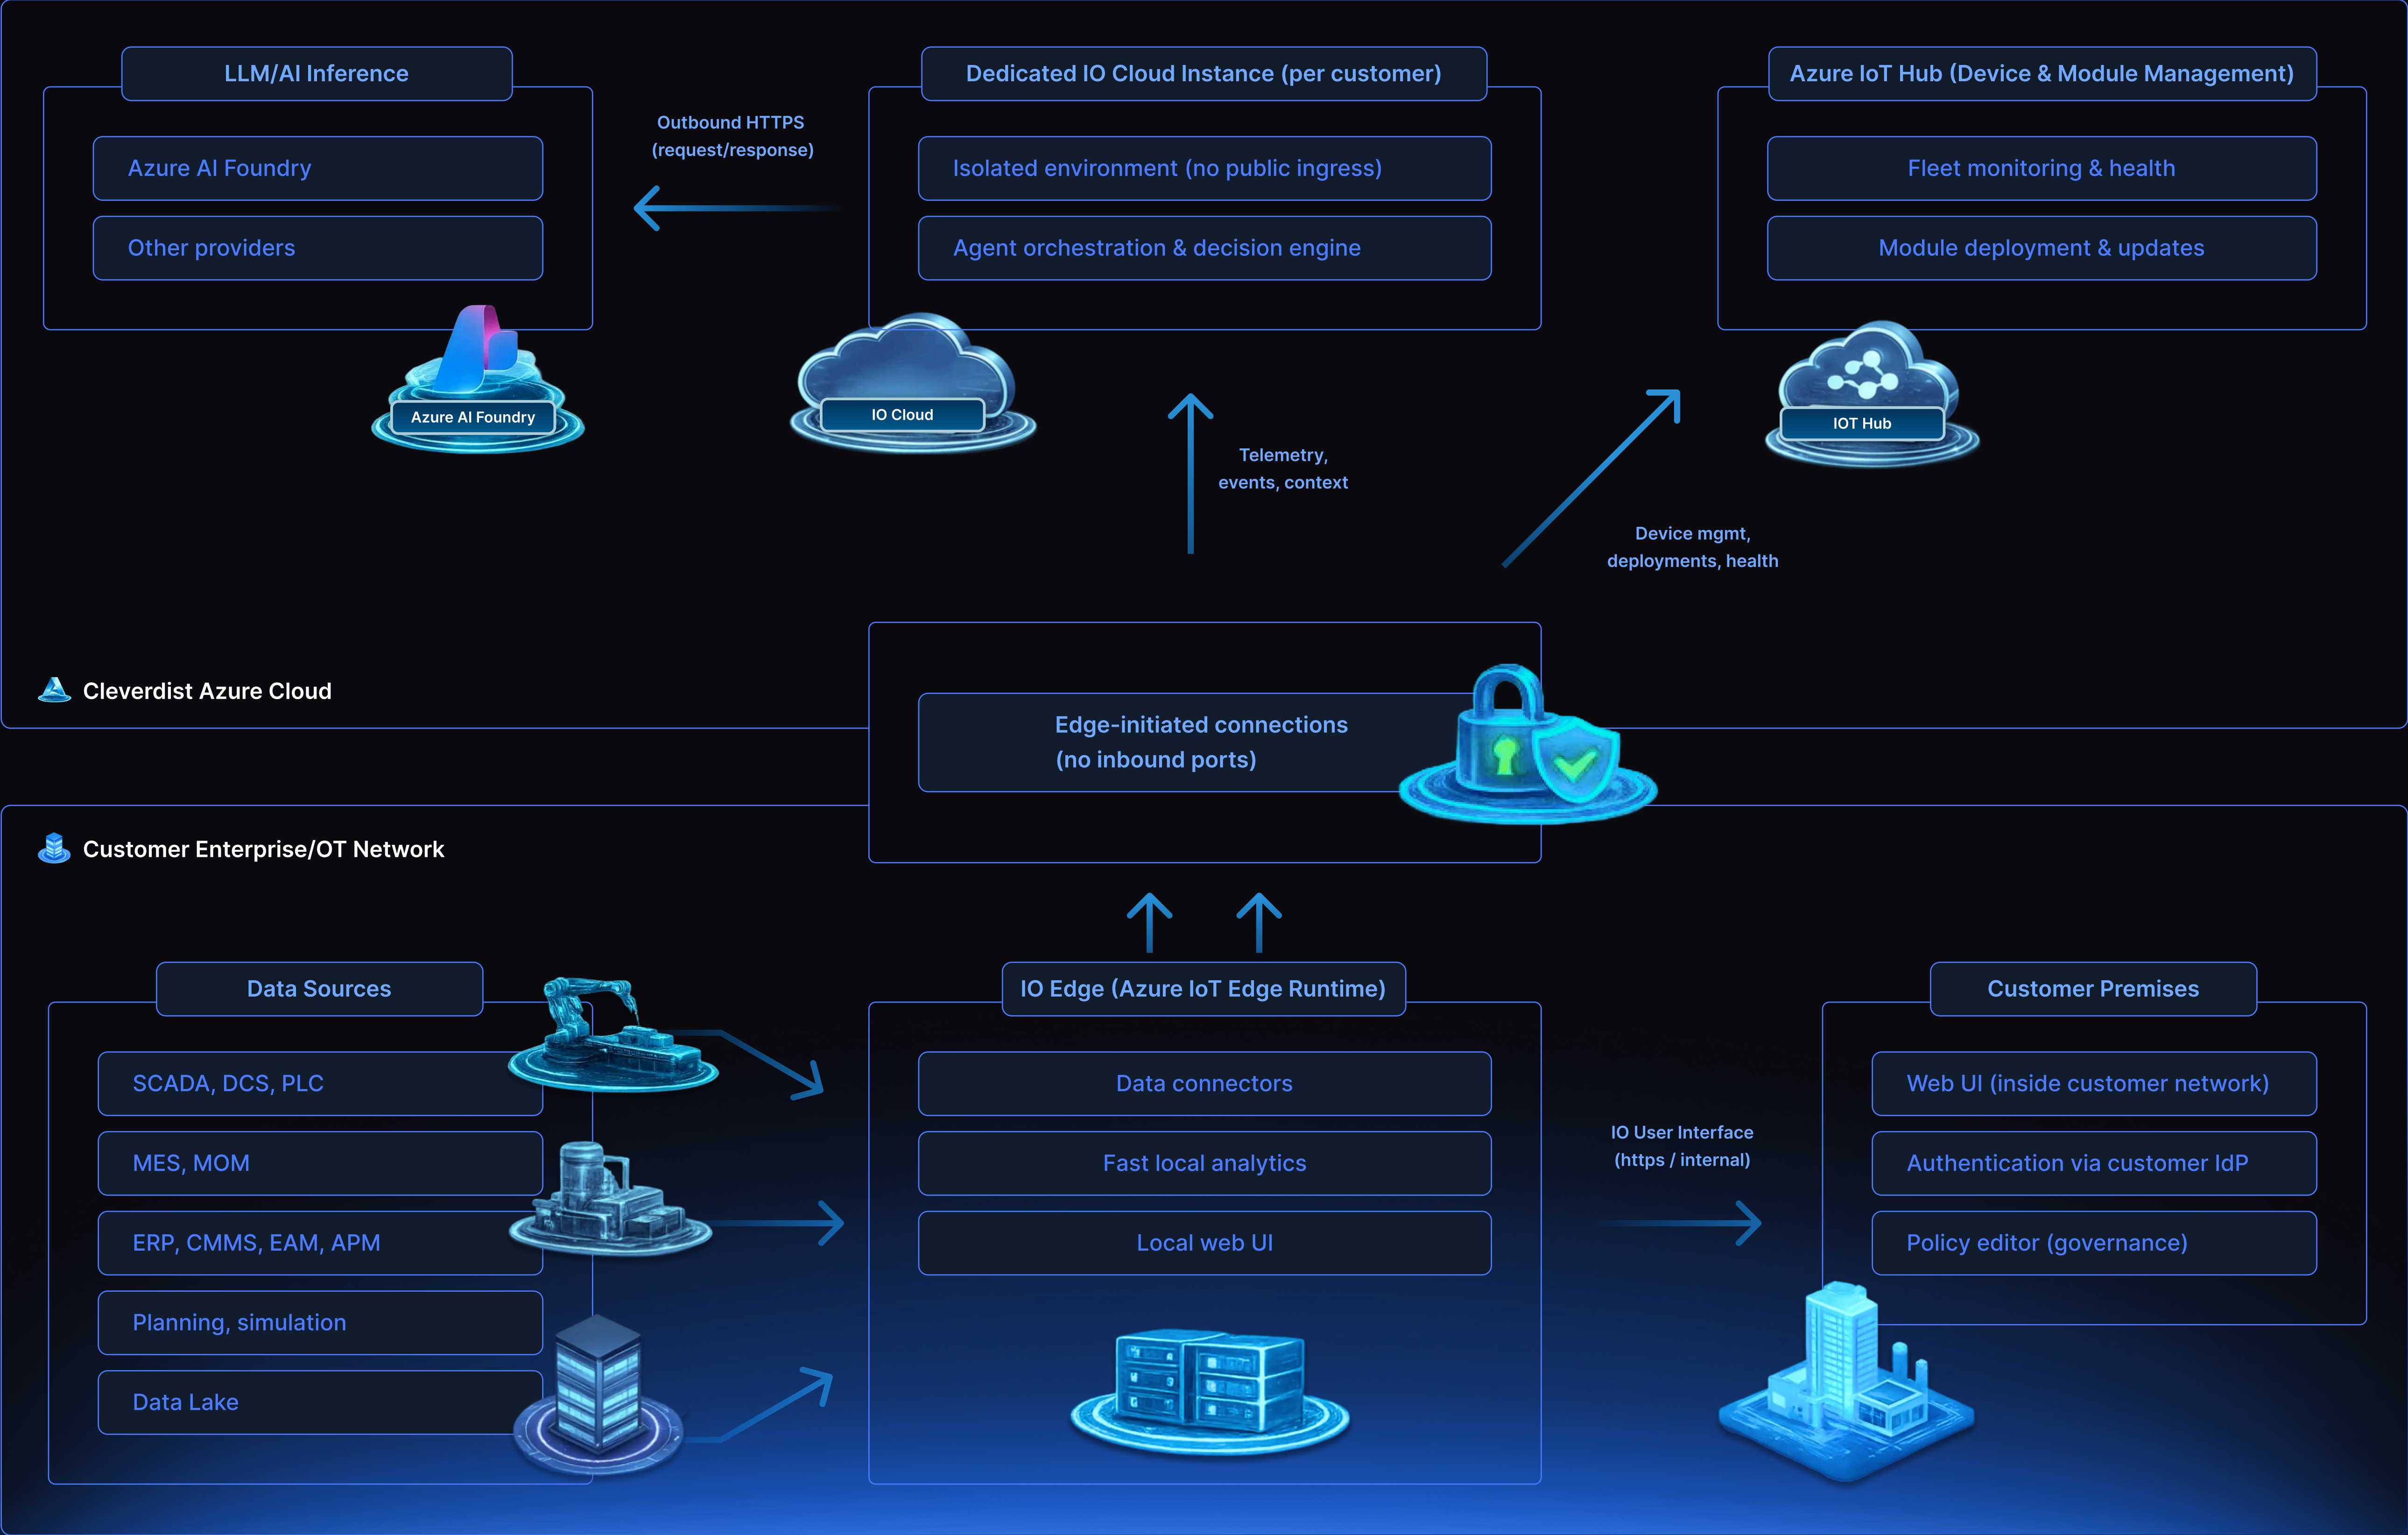 LLM/AI Inference
Azure AI Foundry
Other providers
Azure AI Foundry
Outbound HTTPS
(request/response)
Dedicated IO Cloud Instance (per customer)
Isolated environment (no public ingress)
Agent orchestration & decision engine
IO Cloud
Azure IoT Hub (Device & Module Management)
Fleet monitoring & health
Module deployment & updates
IOT Hub
Telemetry,
events, context
Device mgmt,
deployments, health
Cleverdist Azure Cloud
Edge-initiated connections
(no inbound ports)
Customer Enterprise/OT Network
Data Sources
SCADA, DCS, PLC
MES, MOM
ERP, CMMS, EAM, APM
Planning, simulation
Data Lake
IO Edge (Azure IoT Edge Runtime)
Data connectors
Fast local analytics
Local web UI
IO User Interface
(https / internal)
Customer Premises
Web UI (inside customer network)
Authentication via customer IdP
Policy editor (governance)